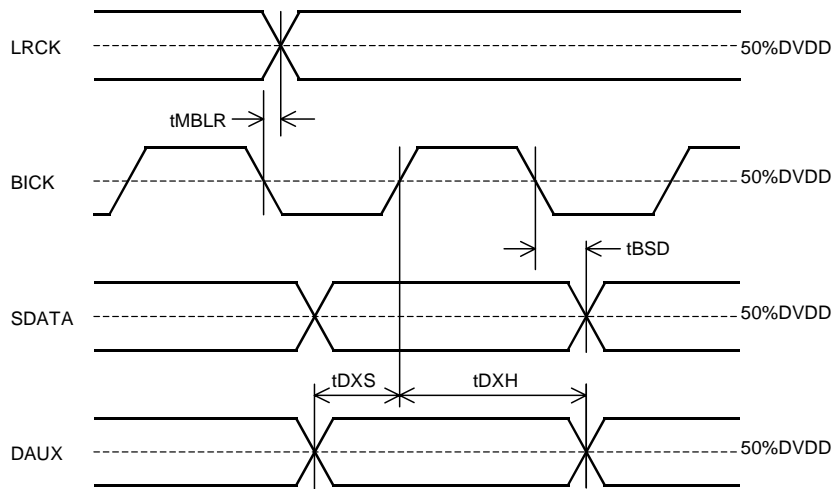 LRCK 50%DVDD
tMBLR
BICK 50%DVDD
tBSD
SDATA 50%DVDD
tDXS tDXH
DAUX 50%DVDD